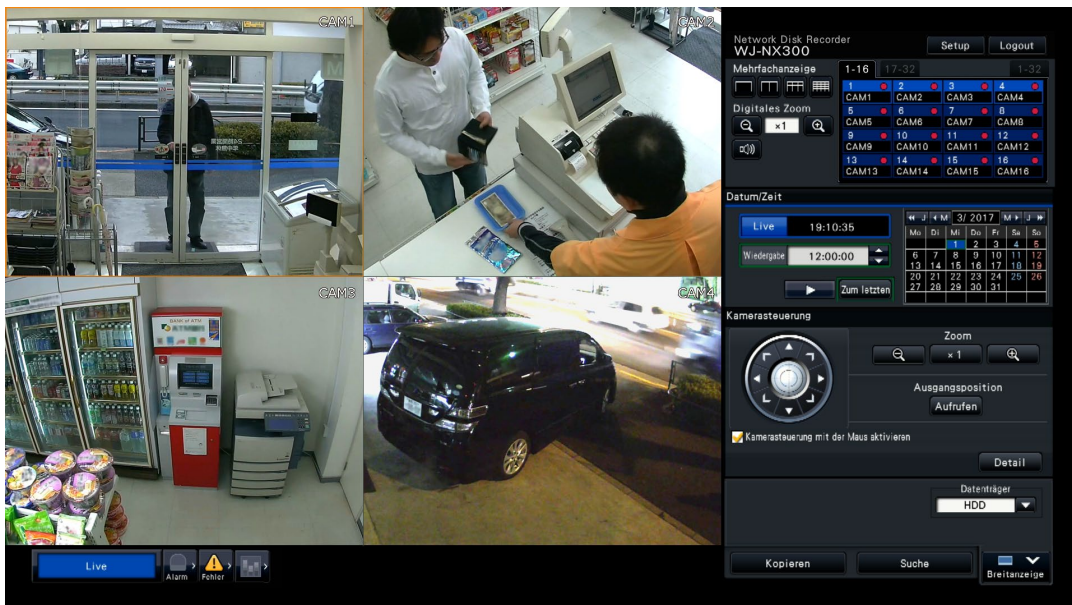 CAM1
CAM2
CAM3
BANK of ATM
CAM4
Network Disk Recorder
WJ-NX300
Setup
Logout
Mehrfachanzeige
1-16
17-32
1-32
1 2 3 4
CAM1 CAM2 CAM3 CAM4
5 6 7 8
CAM5 CAM6 CAM7 CAM8
9 10 11 12
CAM9 CAM10 CAM11 CAM12
13 14 15 16
CAM13 CAM14 CAM15 CAM16
Digitales Zoom
×1
Datum/Zeit
Live
19:10:35
Wiedergabe
12:00:00
Zum letzten
J M 3/ 2017 M J
Mo Di Mi Do Fr Sa So
1 2 3 4 5
6 7 8 9 10 11 12
13 14 15 16 17 18 19
20 21 22 23 24 25 26
27 28 29 30 31
Kamerasteuerung
Zoom
×1
Ausgangsposition
Aufrufen
Kamerasteuerung mit der Maus aktivieren
Detail
Datenträger
HDD
Live
Alarm
Fehler
Kopieren
Suche
Breitanzeige